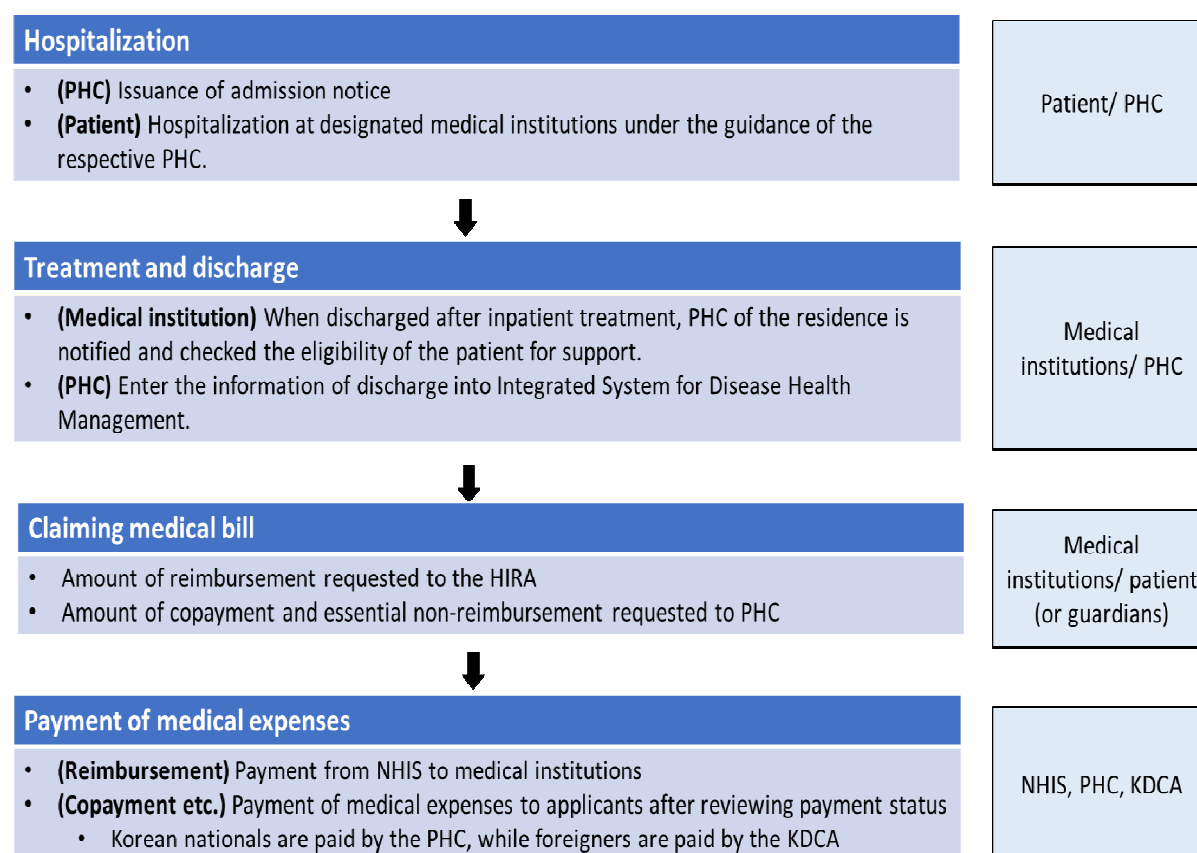 Hospitalization
• (PHC) Issuance of admission notice
• (Patient) Hospitalization at designated medical institutions under the guidance of the
respective PHC.
Patient/ PHC
Treatment and discharge
• (Medical institution) When discharged after inpatient treatment, PHC of the residence is
notified and checked the eligibility of the patient for support.
• (PHC) Enter the information of discharge into Integrated System for Disease Health
Management.
Medical
institutions/ PHC
Claiming medical bill
• Amount of reimbursement requested to the HIRA
• Amount of copayment and essential non-reimbursement requested to PHC
Medical
institutions/ patient
(or guardians)
Payment of medical expenses
• (Reimbursement) Payment from NHIS to medical institutions
• (Copayment etc.) Payment of medical expenses to applicants after reviewing payment status
• Korean nationals are paid by the PHC, while foreigners are paid by the KDCA
NHIS, PHC, KDCA